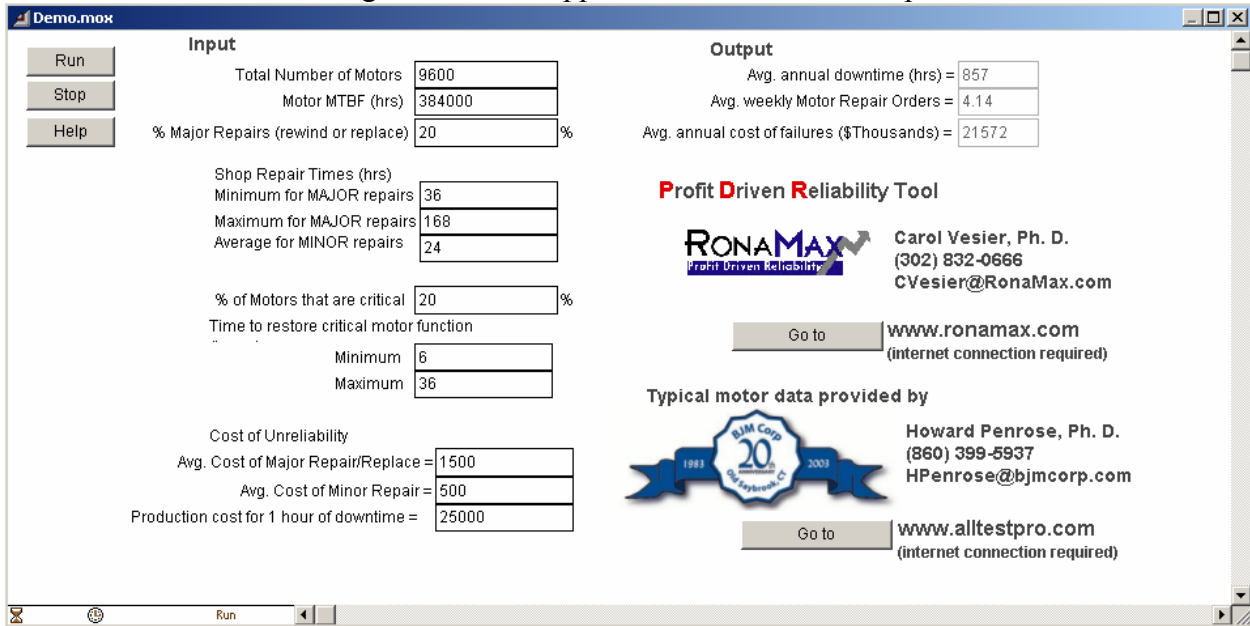 Demo.mox
Run
Stop
Help
Input
Total Number of Motors 9600
Motor MTBF (hrs) 384000
% Major Repairs (rewind or replace) 20 %
Shop Repair Times (hrs)
Minimum for MAJOR repairs 36
Maximum for MAJOR repairs 168
Average for MINOR repairs 24
% of Motors that are critical 20 %
Time to restore critical motor function
Minimum 6
Maximum 36
Cost of Unreliability
Avg. Cost of Major Repair/Replace = 1500
Avg. Cost of Minor Repair = 500
Production cost for 1 hour of downtime = 25000
Output
Avg. annual downtime (hrs) = 857
Avg. weekly Motor Repair Orders = 4.14
Avg. annual cost of failures ($Thousands) = 21572
Profit Driven Reliability Tool
RONAMAX
Profit Driven Reliability
Carol Vesier, Ph. D.
(302) 832-0666
CVesier@RonaMax.com
Go to www.ronamax.com
(internet connection required)
Typical motor data provided by
BJM Corp
1983 20th 2003
ANNIVERSARY
Old Saybrook, CT
Howard Penrose, Ph. D.
(860) 399-5937
HPenrose@bjmcorp.com
Go to www.alltestpro.com
(internet connection required)
Run